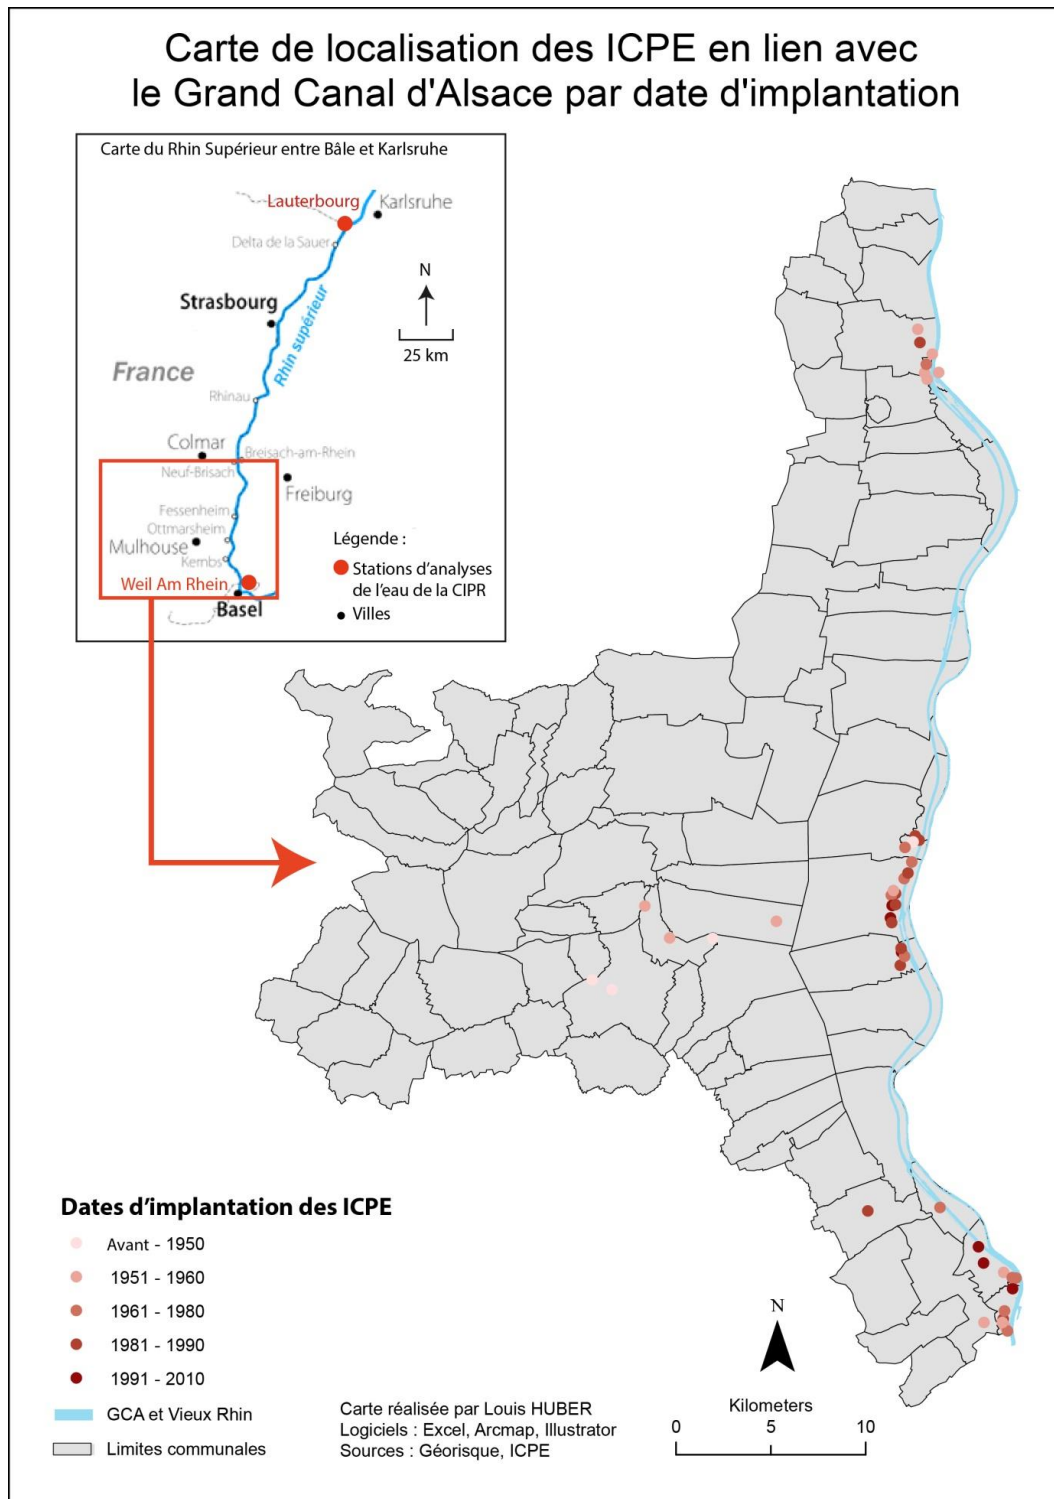 Carte de localisation des ICPE en lien avec
le Grand Canal d'Alsace par date d'implantation
Carte du Rhin Supérieur entre Bâle et Karlsruhe
Lauterbourg
Karlsruhe
Delta de la Sauer
N
Strasbourg
25 km
Rhin supérieur
France
Rhinau
Colmar
Breisach-am-Rhein
Neuf-Brisach
Freiburg
Fessenheim
Ottmarsheim
Mulhouse
Kembs
Weil Am Rhein
Basel
Légende :
Stations d'analyses
de l'eau de la CIPR
Villes
Dates d'implantation des ICPE
Avant - 1950
1951 - 1960
1961 - 1980
1981 - 1990
1991 - 2010
GCA et Vieux Rhin
Limites communales
Carte réalisée par Louis HUBER
Logiciels : Excel, Arcmap, Illustrator
Sources : Géorisque, ICPE
N
Kilometers
0 5 10